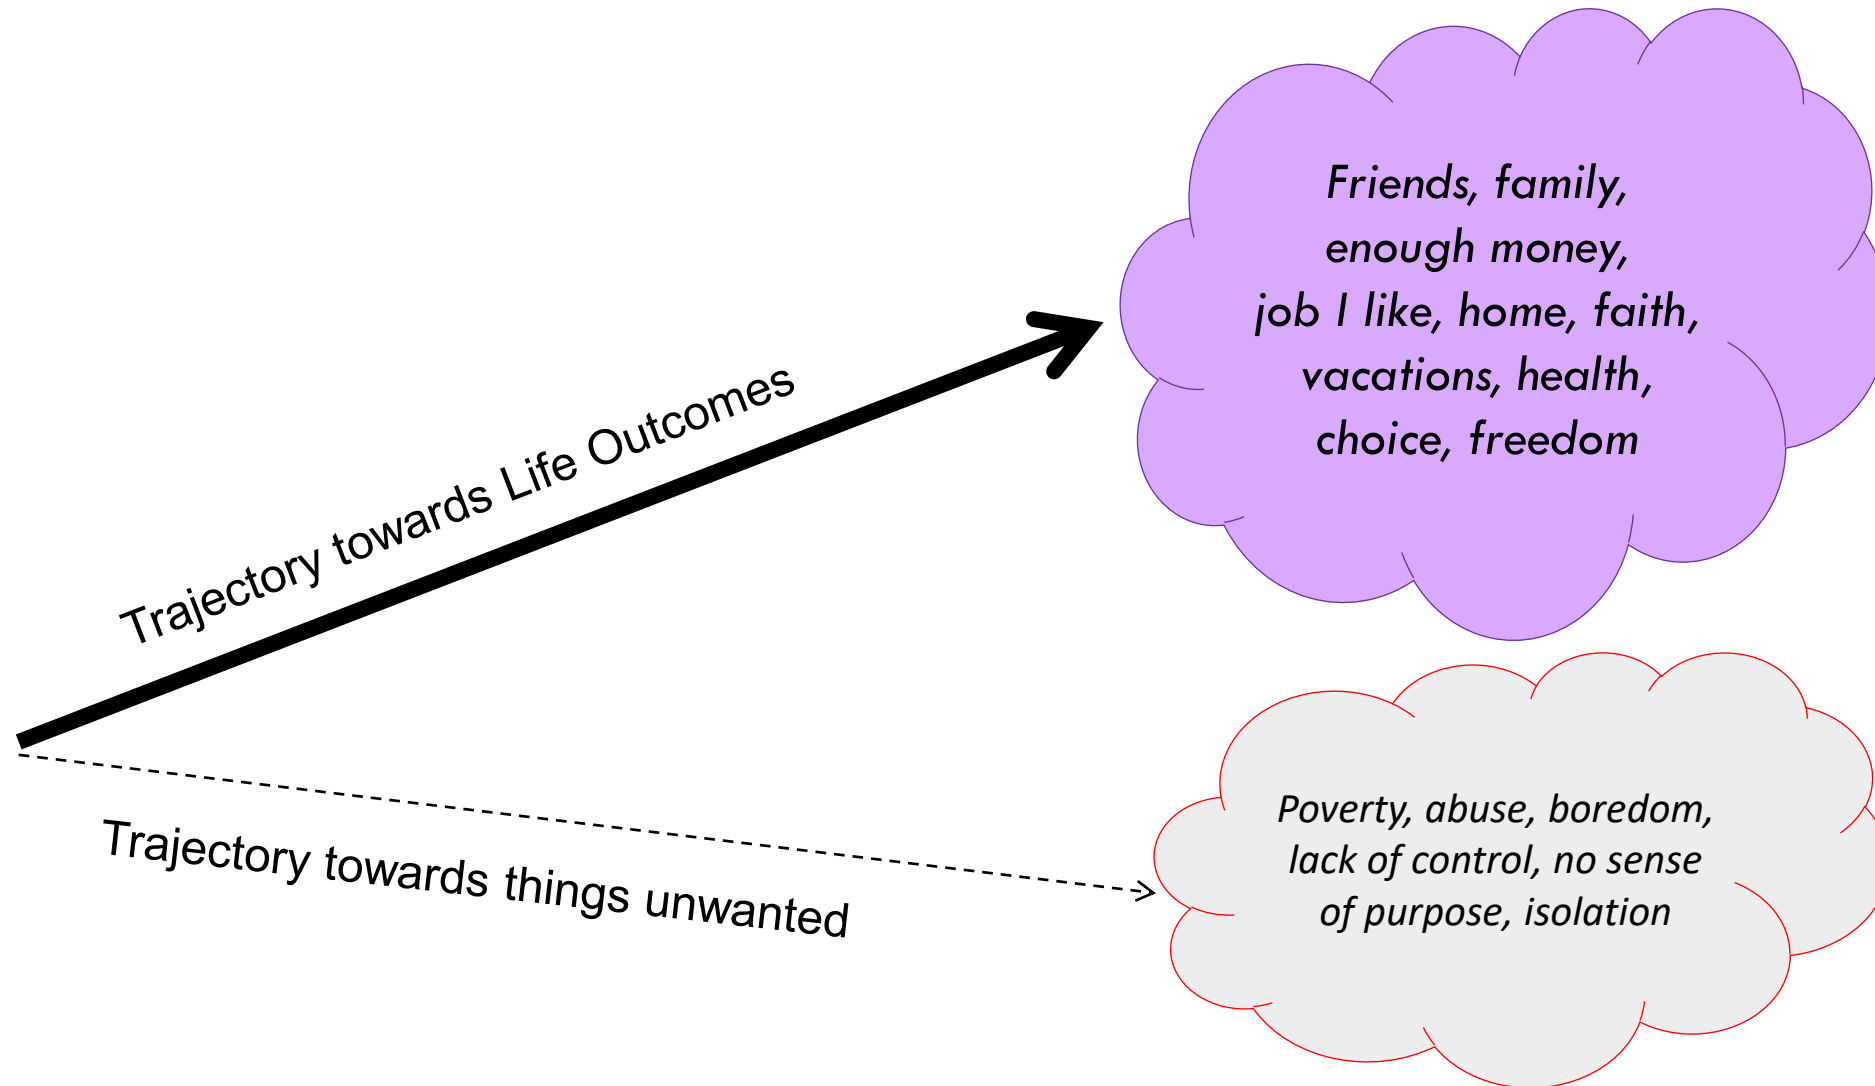 Friends, family,
enough money,
job I like, home, faith,
vacations, health,
choice, freedom
Trajectory towards Life Outcomes
Trajectory towards things unwanted
Poverty, abuse, boredom,
lack of control, no sense
of purpose, isolation